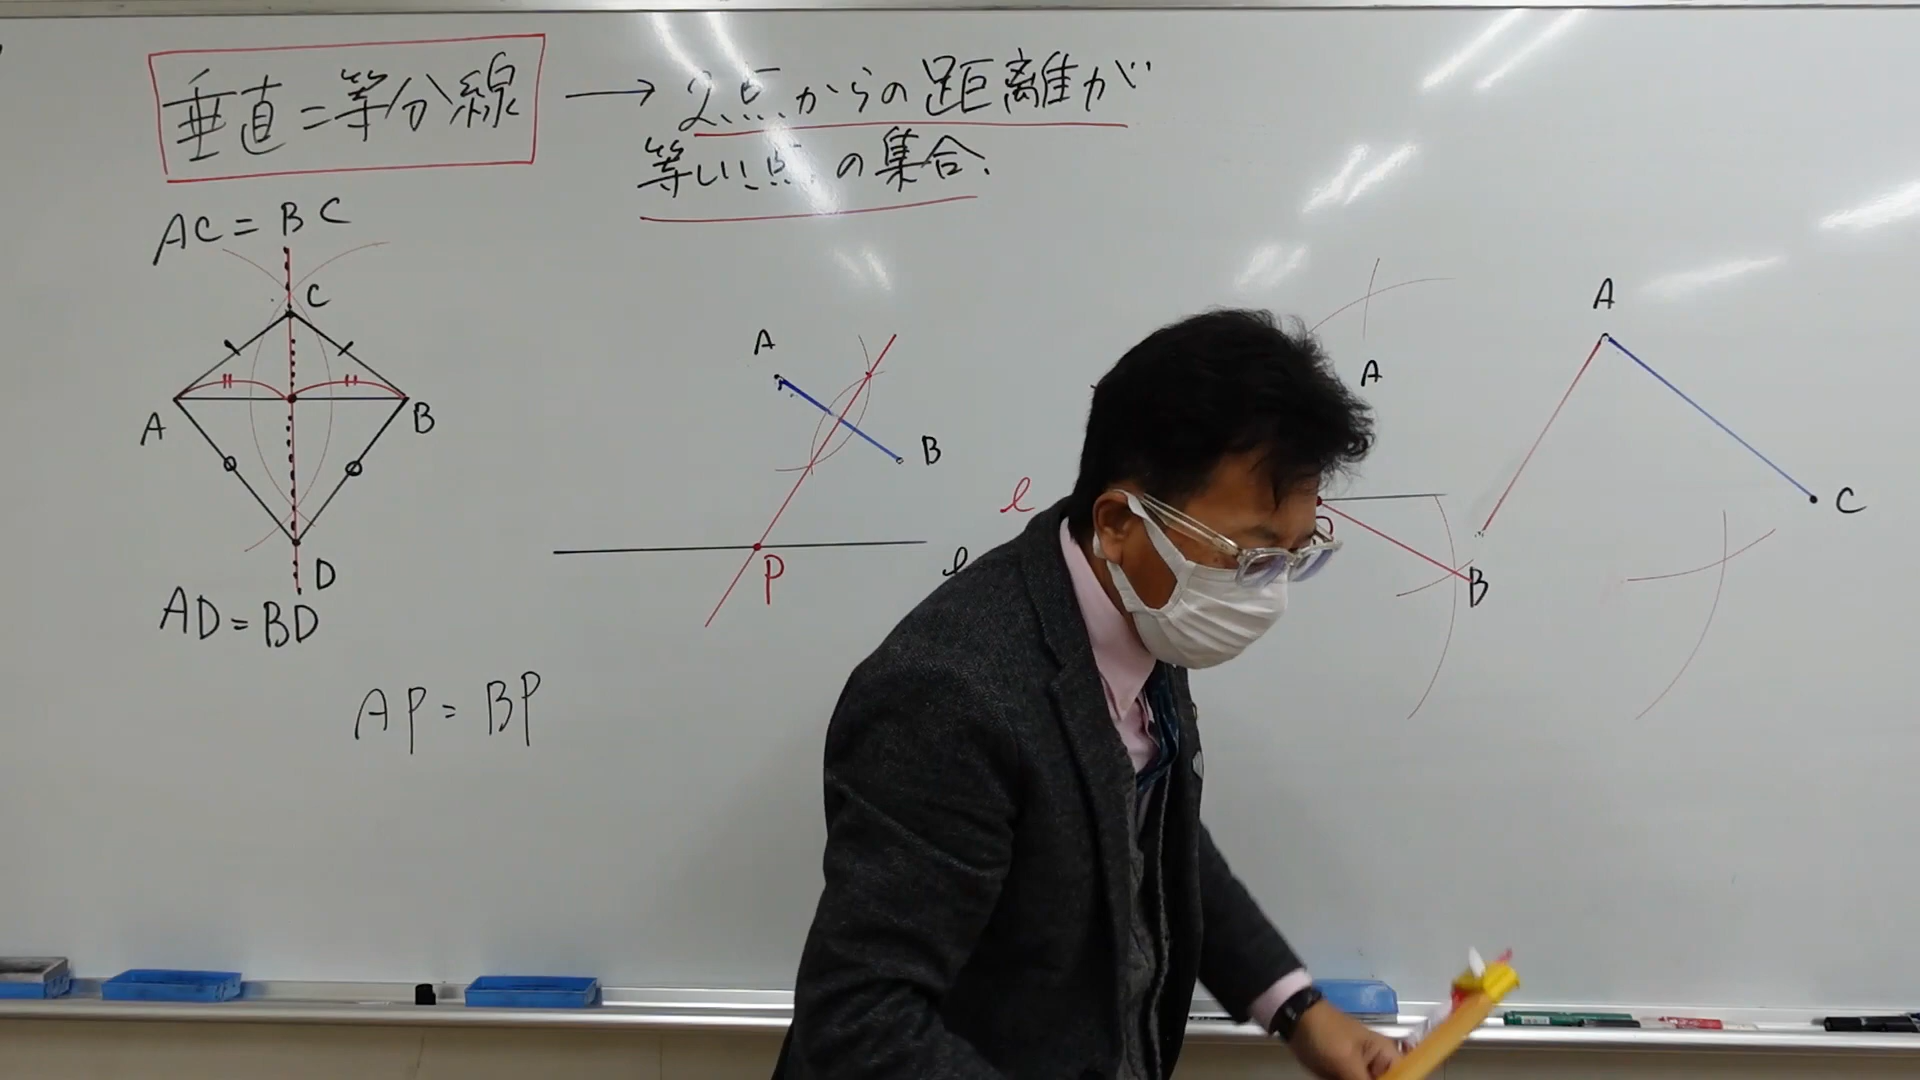 垂直二等分線 → 2点からの距離が
等しい点の集合.
AC = BC
C
A
B
D
AD = BD
AP = BP
A
B
P
l
l
A
B
A
C